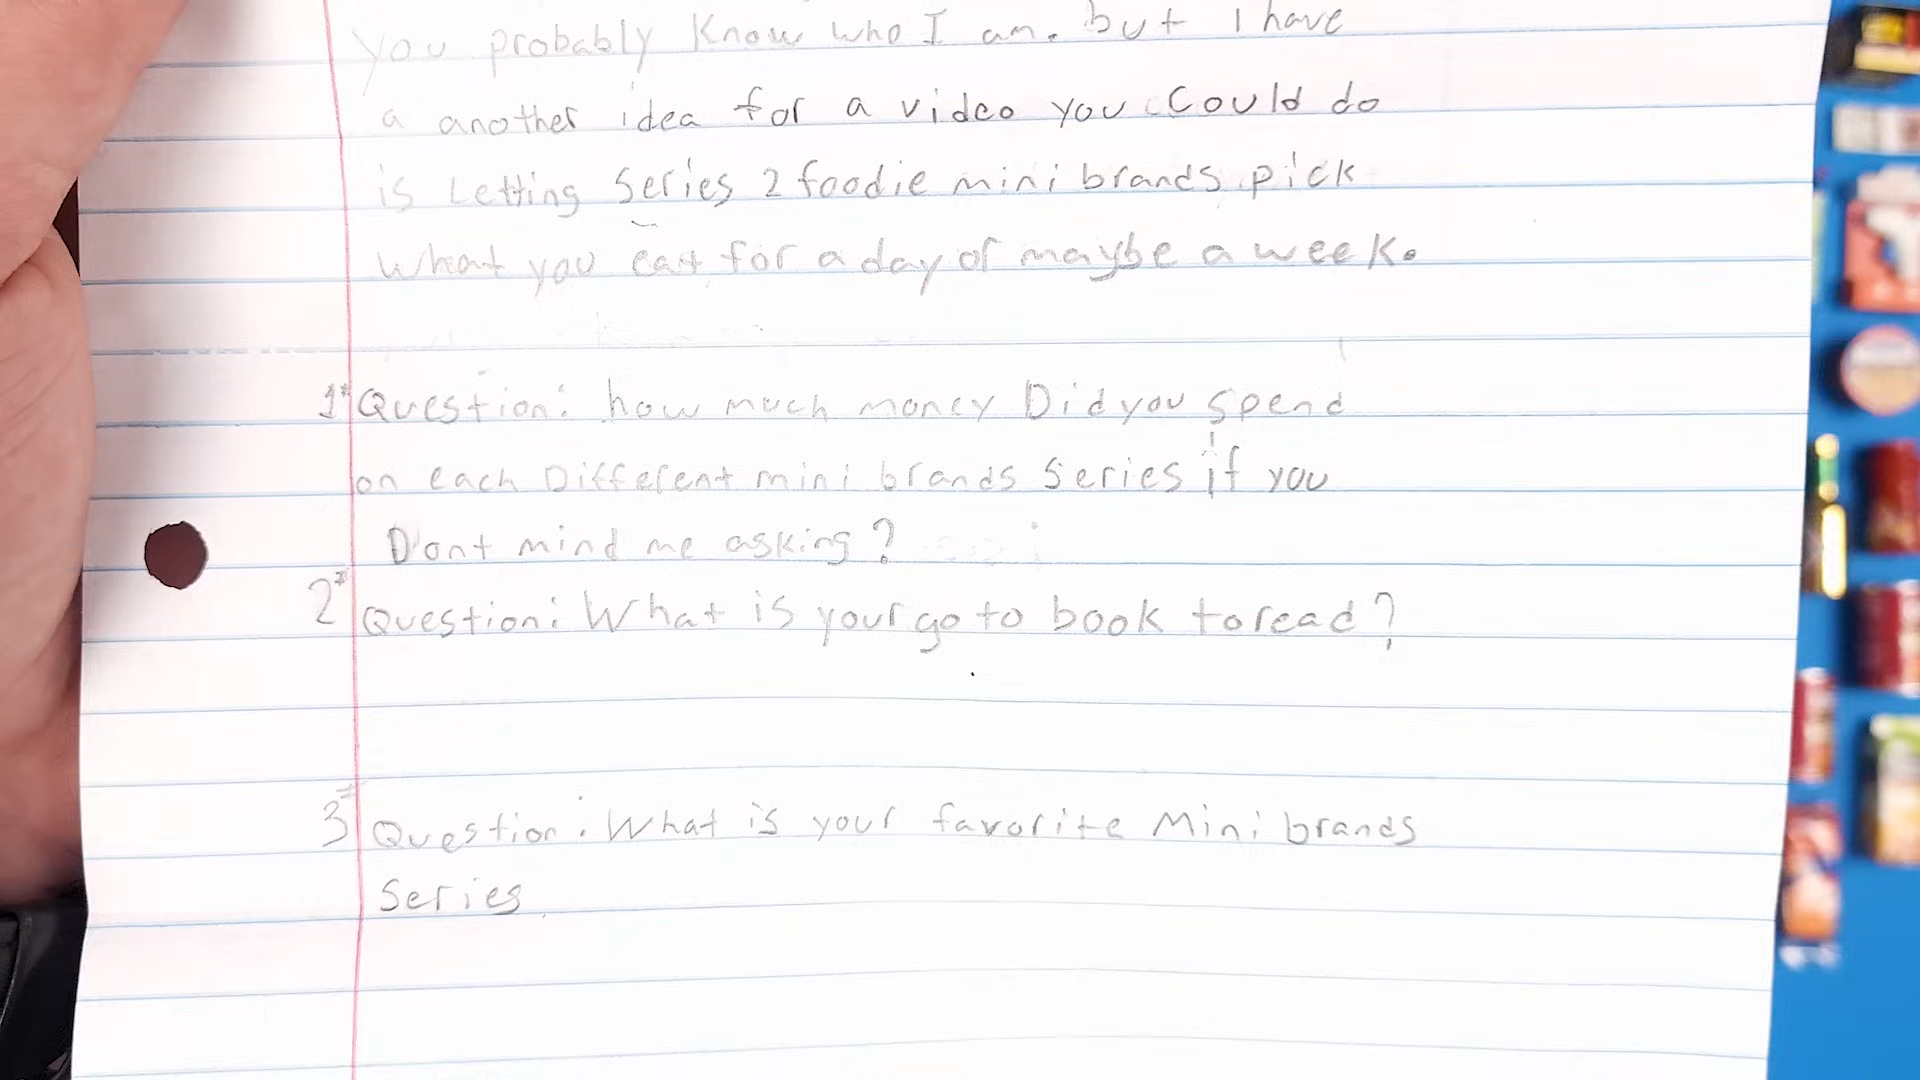 you probably Know who I am. but I have
a another idea for a video you could do
is Letting Series 2 foodie mini brands pick
what you eat for a day or maybe a week.
1# Question: how much money Did you spend
on each Different mini brands Series if you
Dont mind me asking?
2# Question: What is your go to book to read?
3# Question: What is your favorite Mini brands
Series